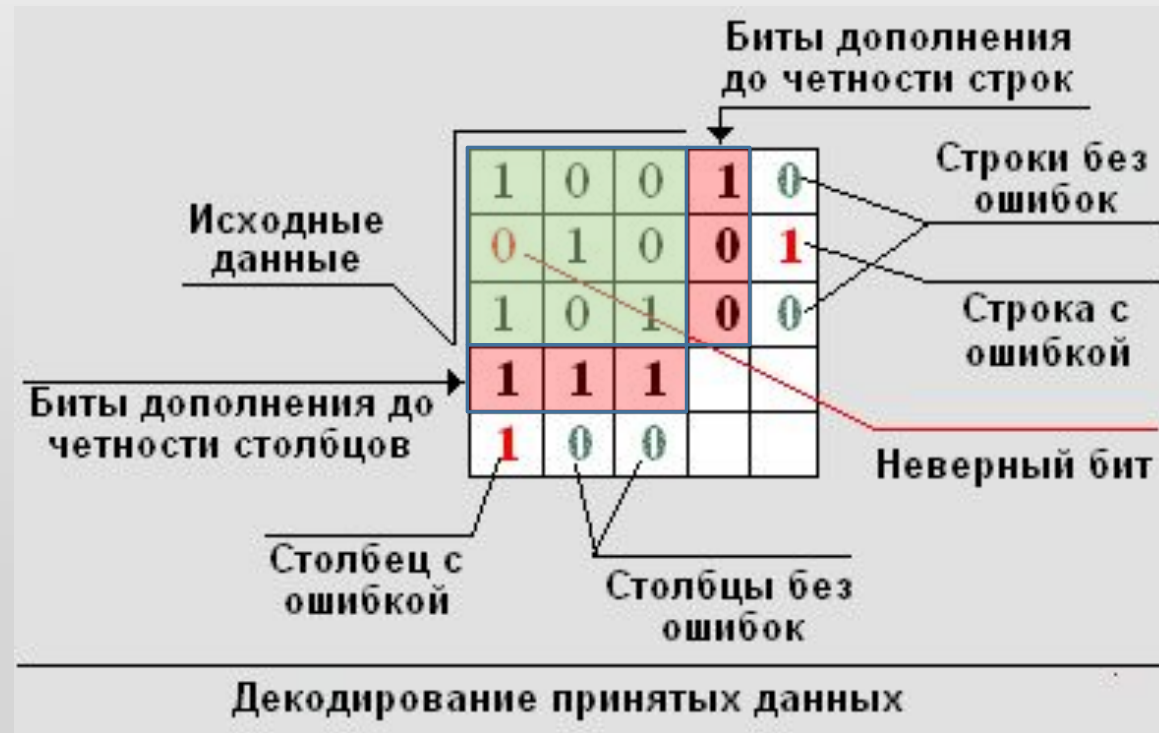 Биты дополнения
до четности строк
Строки без
ошибок
1 0 0 1 0
Исходные
данные
0 1 0 0 1
1 0 1 0 0
Строка с
ошибкой
1 1 1
Биты дополнения до
четности столбцов
1 0 0
Неверный бит
Столбец с
ошибкой
Столбцы без
ошибок
Декодирование принятых данных